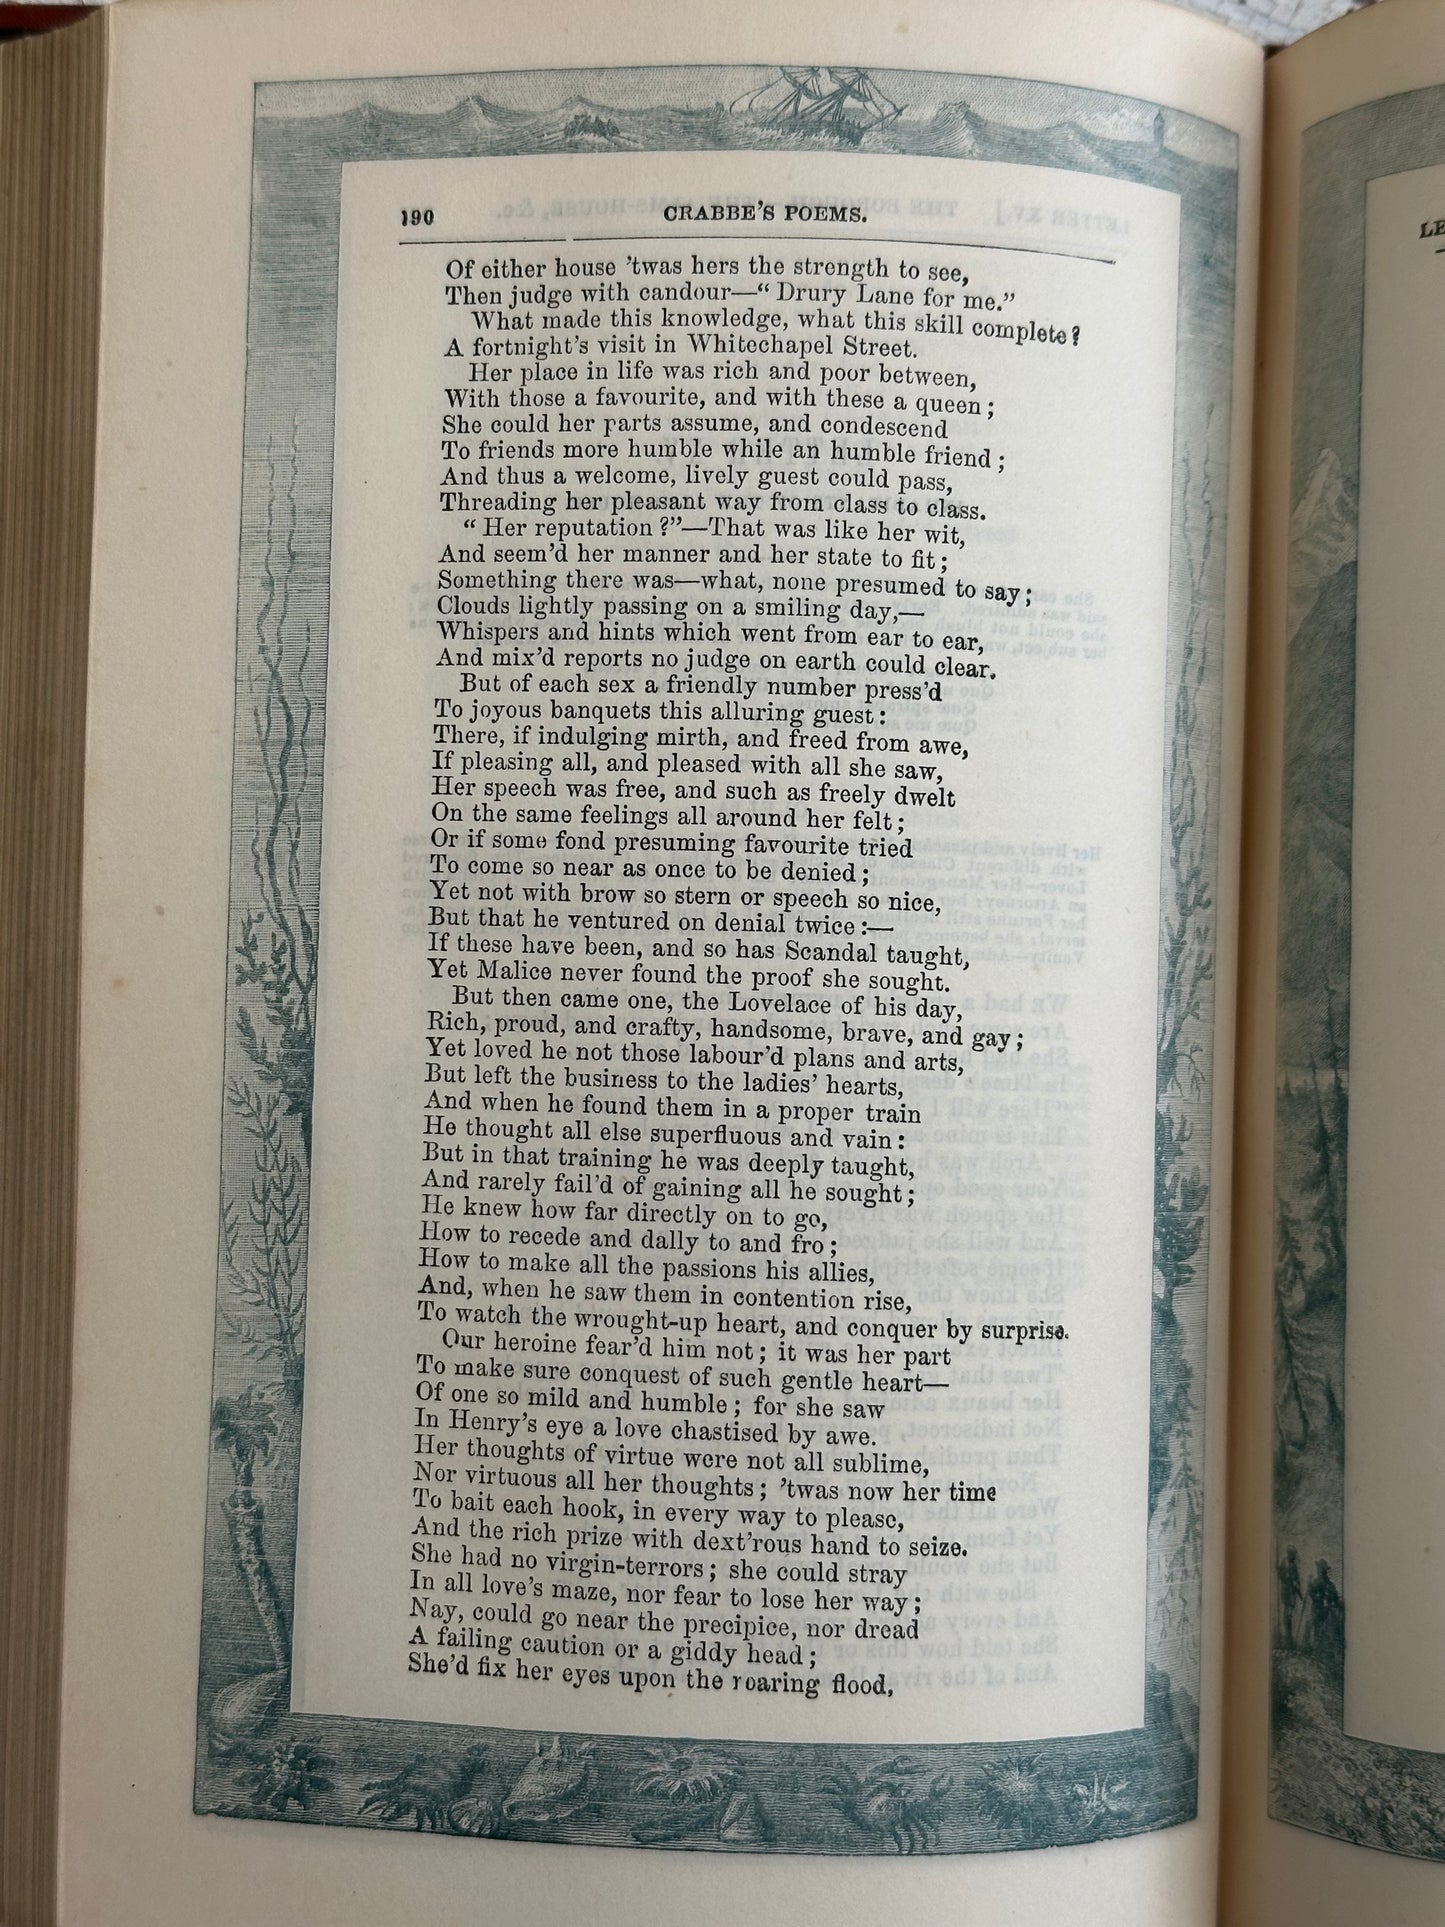 190
CRABBE'S POEMS.
LE
Of either house 'twas hers the strength to see,
Then judge with candour—“ Drury Lane for me.”
What made this knowledge, what this skill complete?
A fortnight's visit in Whitechapel Street.
Her place in life was rich and poor between,
With those a favourite, and with these a queen;
She could her parts assume, and condescend
To friends more humble while an humble friend;
And thus a welcome, lively guest could pass,
Threading her pleasant way from class to class.
“ Her reputation?”—That was like her wit,
And seem'd her manner and her state to fit;
Something there was—what, none presumed to say;
Clouds lightly passing on a smiling day,—
Whispers and hints which went from ear to ear,
And mix'd reports no judge on earth could clear.
But of each sex a friendly number press'd
To joyous banquets this alluring guest:
There, if indulging mirth, and freed from awe,
If pleasing all, and pleased with all she saw,
Her speech was free, and such as freely dwelt
On the same feelings all around her felt;
Or if some fond presuming favourite tried
To come so near as once to be denied;
Yet not with brow so stern or speech so nice,
But that he ventured on denial twice:—
If these have been, and so has Scandal taught,
Yet Malice never found the proof she sought.
But then came one, the Lovelace of his day,
Rich, proud, and crafty, handsome, brave, and gay;
Yet loved he not those labour'd plans and arts,
But left the business to the ladies' hearts,
And when he found them in a proper train
He thought all else superfluous and vain:
But in that training he was deeply taught,
And rarely fail'd of gaining all he sought;
He knew how far directly on to go,
How to recede and dally to and fro;
How to make all the passions his allies,
And, when he saw them in contention rise,
To watch the wrought-up heart, and conquer by surprise.
Our heroine fear'd him not; it was her part
To make sure conquest of such gentle heart—
Of one so mild and humble; for she saw
In Henry's eye a love chastised by awe.
Her thoughts of virtue were not all sublime,
Nor virtuous all her thoughts; 'twas now her time
To bait each hook, in every way to please,
And the rich prize with dext'rous hand to seize.
She had no virgin-terrors; she could stray
In all love's maze, nor fear to lose her way;
Nay, could go near the precipice, nor dread
A failing caution or a giddy head;
She'd fix her eyes upon the roaring flood,